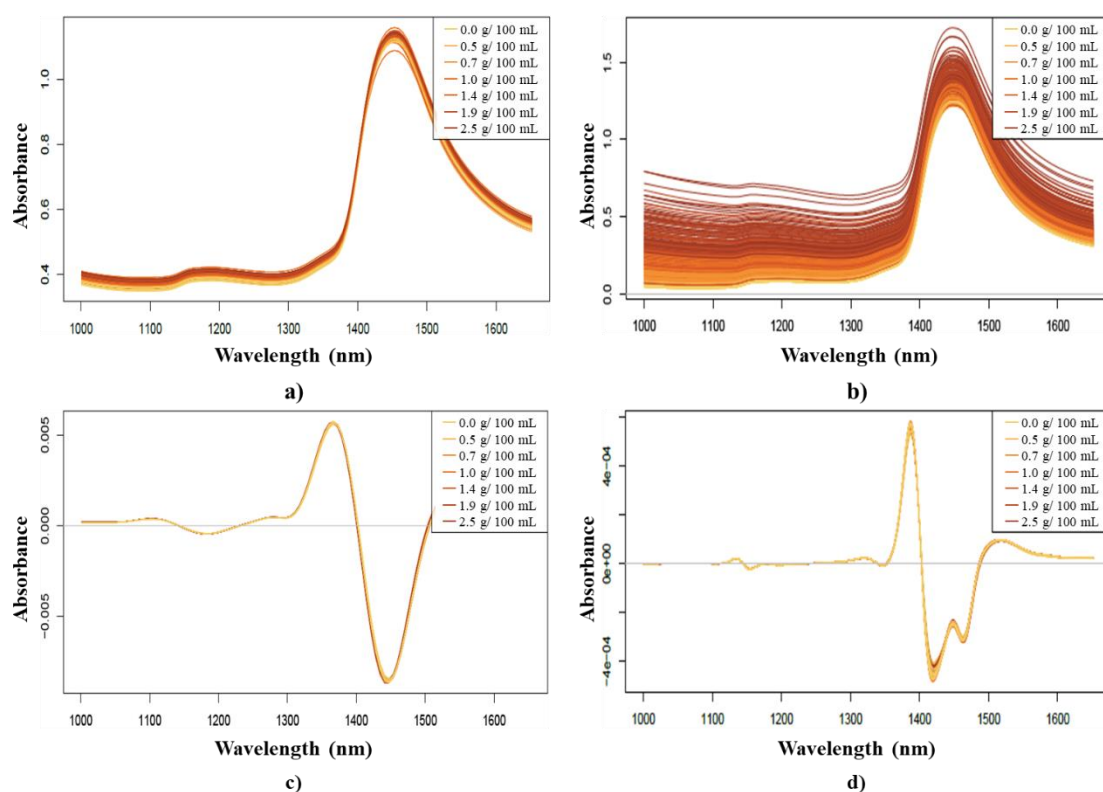 1.0
0.8
0.6
0.4
Absorbance
0.0 g/ 100 mL
0.5 g/ 100 mL
0.7 g/ 100 mL
1.0 g/ 100 mL
1.4 g/ 100 mL
1.9 g/ 100 mL
2.5 g/ 100 mL
1000 1100 1200 1300 1400 1500 1600
Wavelength (nm)
a)
1.5
1.0
0.5
0.0
Absorbance
0.0 g/ 100 mL
0.5 g/ 100 mL
0.7 g/ 100 mL
1.0 g/ 100 mL
1.4 g/ 100 mL
1.9 g/ 100 mL
2.5 g/ 100 mL
1000 1100 1200 1300 1400 1500 1600
Wavelength (nm)
b)
0.005
0.000
−0.005
Absorbance
0.0 g/ 100 mL
0.5 g/ 100 mL
0.7 g/ 100 mL
1.0 g/ 100 mL
1.4 g/ 100 mL
1.9 g/ 100 mL
2.5 g/ 100 mL
1000 1100 1200 1300 1400 1500 1600
Wavelength (nm)
c)
4e−04
0e+00
−4e−04
Absorbance
0.0 g/ 100 mL
0.5 g/ 100 mL
0.7 g/ 100 mL
1.0 g/ 100 mL
1.4 g/ 100 mL
1.9 g/ 100 mL
2.5 g/ 100 mL
1000 1100 1200 1300 1400 1500 1600
Wavelength (nm)
d)